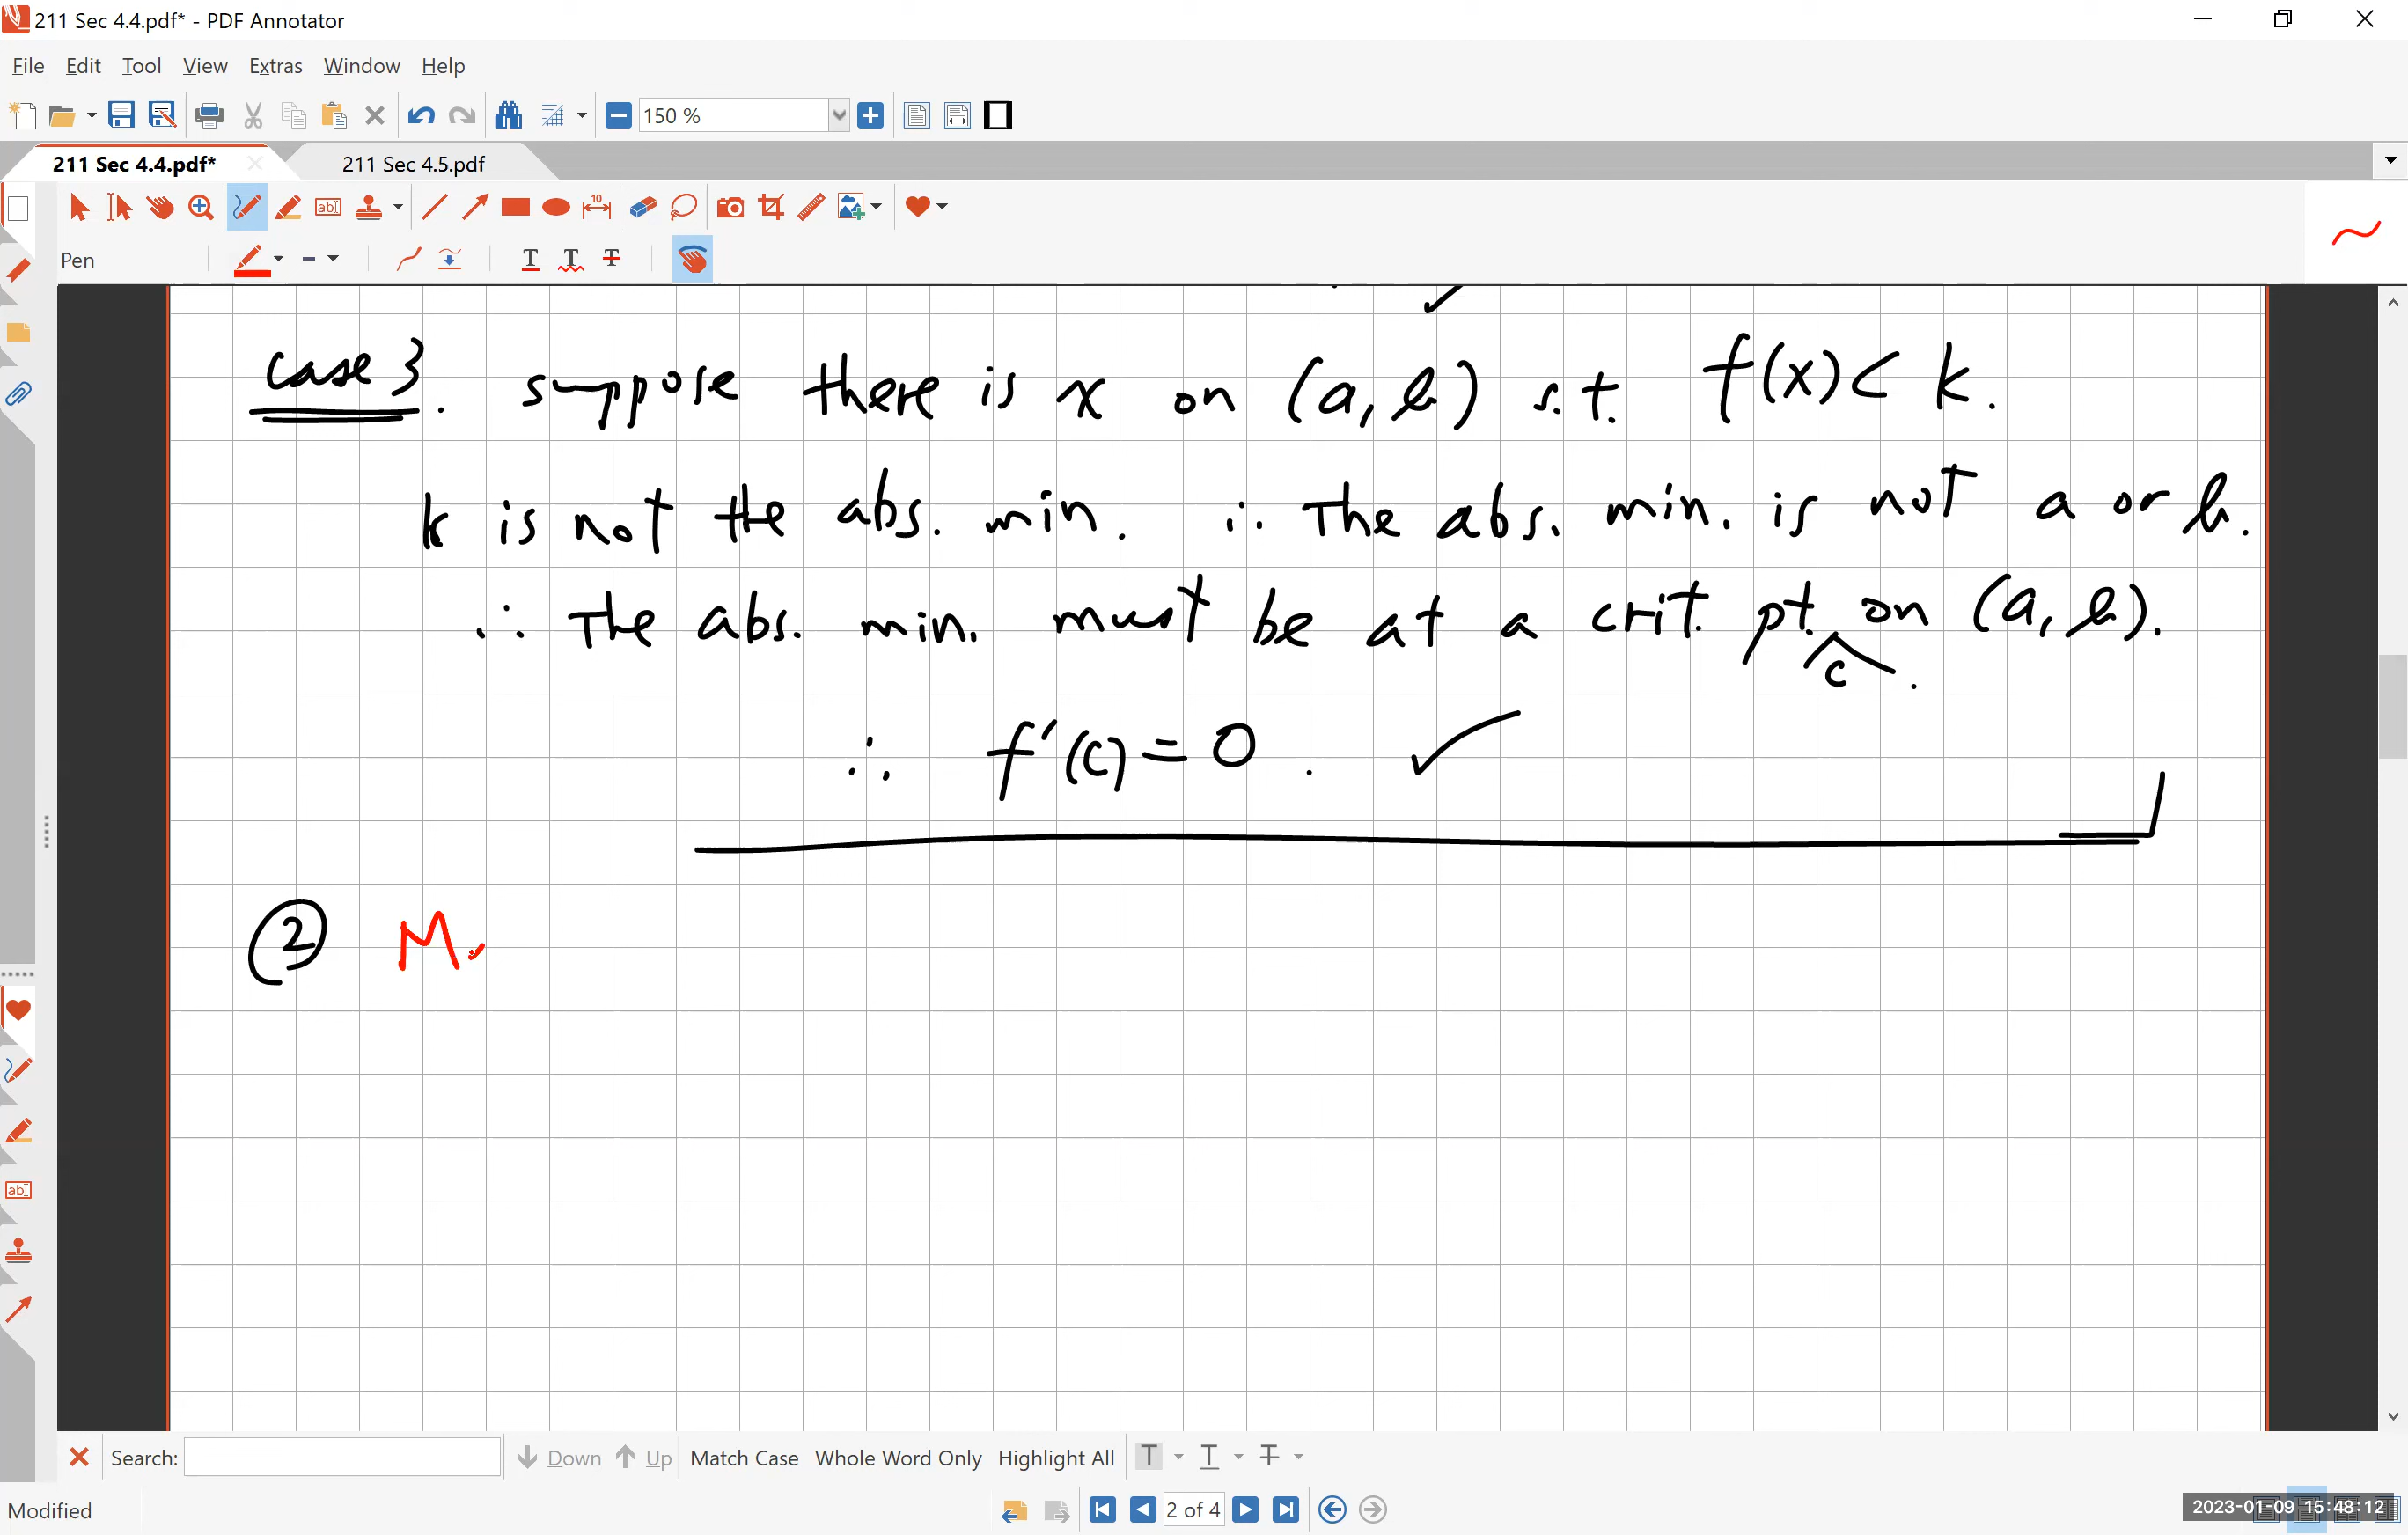 211 Sec 4.4.pdf* - PDF Annotator
File Edit Tool View Extras Window Help
150 %
211 Sec 4.4.pdf* 211 Sec 4.5.pdf
Pen
case 3. suppose there is x on (a, b) s.t. f(x) < k.
k is not the abs. min. ∴ The abs. min. is not a or b.
∴ The abs. min. must be at a crit. pt. on (a, b).
c.
∴ f'(c) = 0. ✓
② M.
Search: Down Up Match Case Whole Word Only Highlight All
Modified 2 of 4 2023-01-09 15:48:12